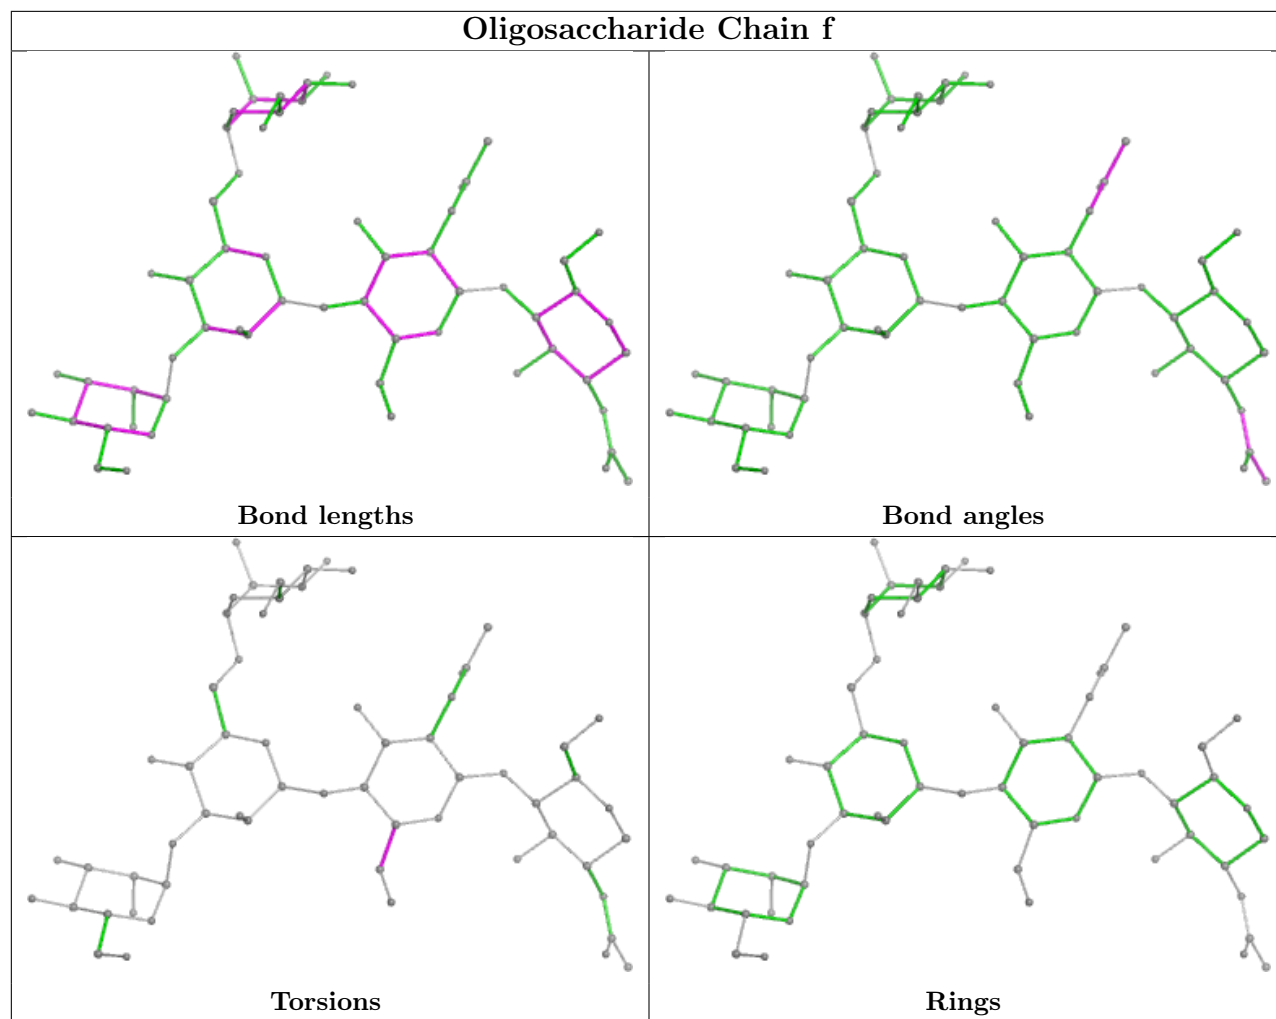 Oligosaccharide Chain f
Bond lengths
Bond angles
Torsions
Rings